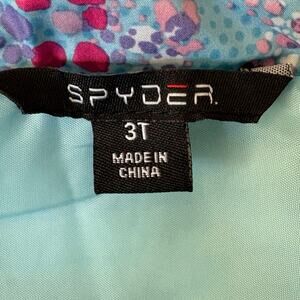 SPYDER.
3T
MADE IN
CHINA